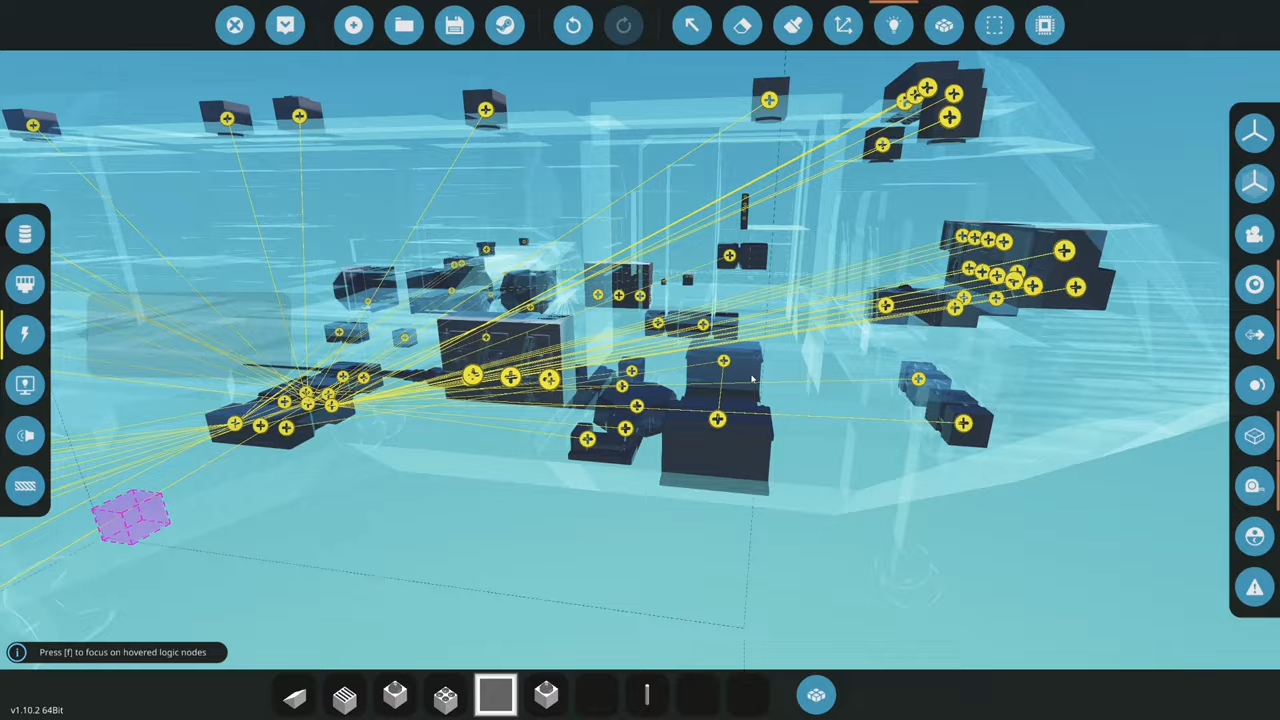 Press [f] to focus on hovered logic nodes
v1.10.2 64Bit